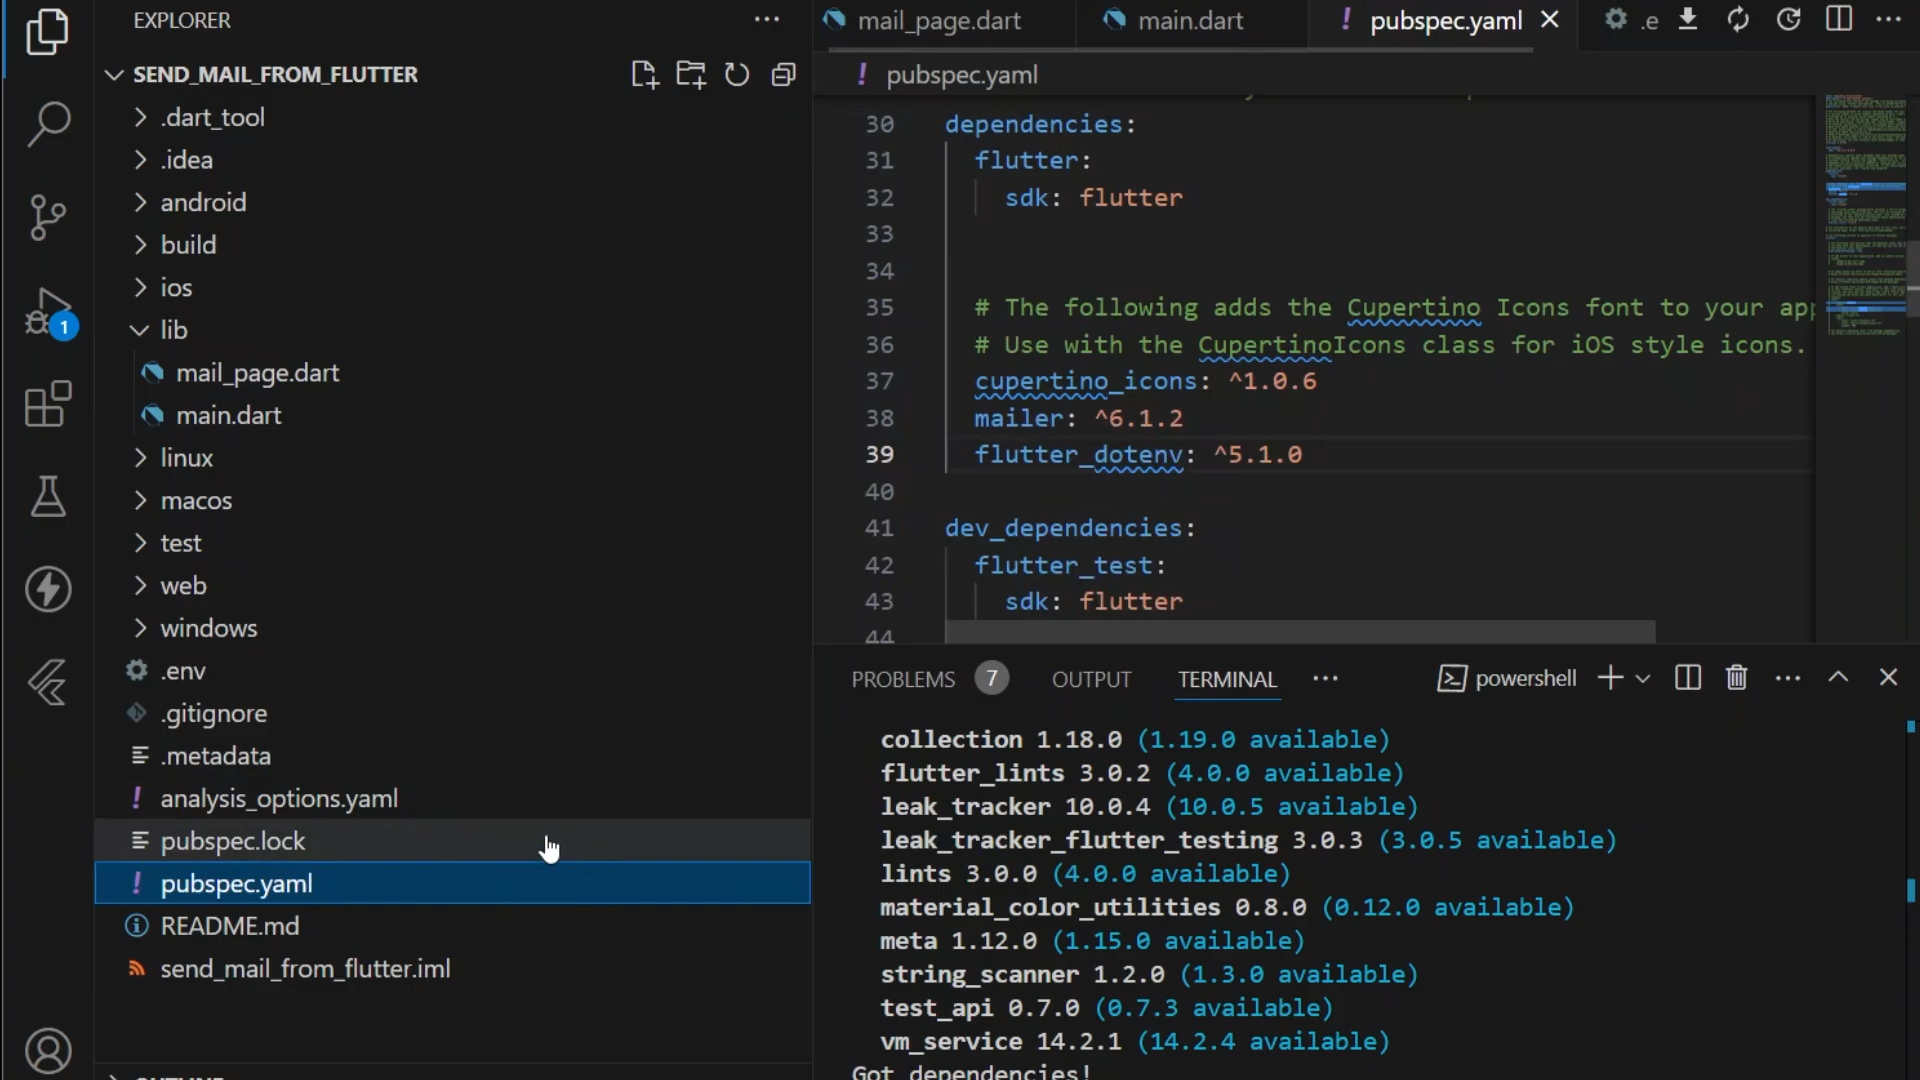 EXPLORER
SEND_MAIL_FROM_FLUTTER
.dart_tool
.idea
android
build
ios
lib
mail_page.dart
main.dart
linux
macos
test
web
windows
.env
.gitignore
.metadata
analysis_options.yaml
pubspec.lock
! pubspec.yaml
README.md
send_mail_from_flutter.iml
1
mail_page.dart
main.dart
! pubspec.yaml
.e
! pubspec.yaml
30 dependencies:
31 flutter:
32 sdk: flutter
33
34
35 # The following adds the Cupertino Icons font to your app
36 # Use with the CupertinoIcons class for iOS style icons.
37 cupertino_icons: ^1.0.6
38 mailer: ^6.1.2
39 flutter_dotenv: ^5.1.0
40
41 dev_dependencies:
42 flutter_test:
43 sdk: flutter
44
PROBLEMS 7 OUTPUT TERMINAL ··· powershell
collection 1.18.0 (1.19.0 available)
flutter_lints 3.0.2 (4.0.0 available)
leak_tracker 10.0.4 (10.0.5 available)
leak_tracker_flutter_testing 3.0.3 (3.0.5 available)
lints 3.0.0 (4.0.0 available)
material_color_utilities 0.8.0 (0.12.0 available)
meta 1.12.0 (1.15.0 available)
string_scanner 1.2.0 (1.3.0 available)
test_api 0.7.0 (0.7.3 available)
vm_service 14.2.1 (14.2.4 available)
Got dependencies!